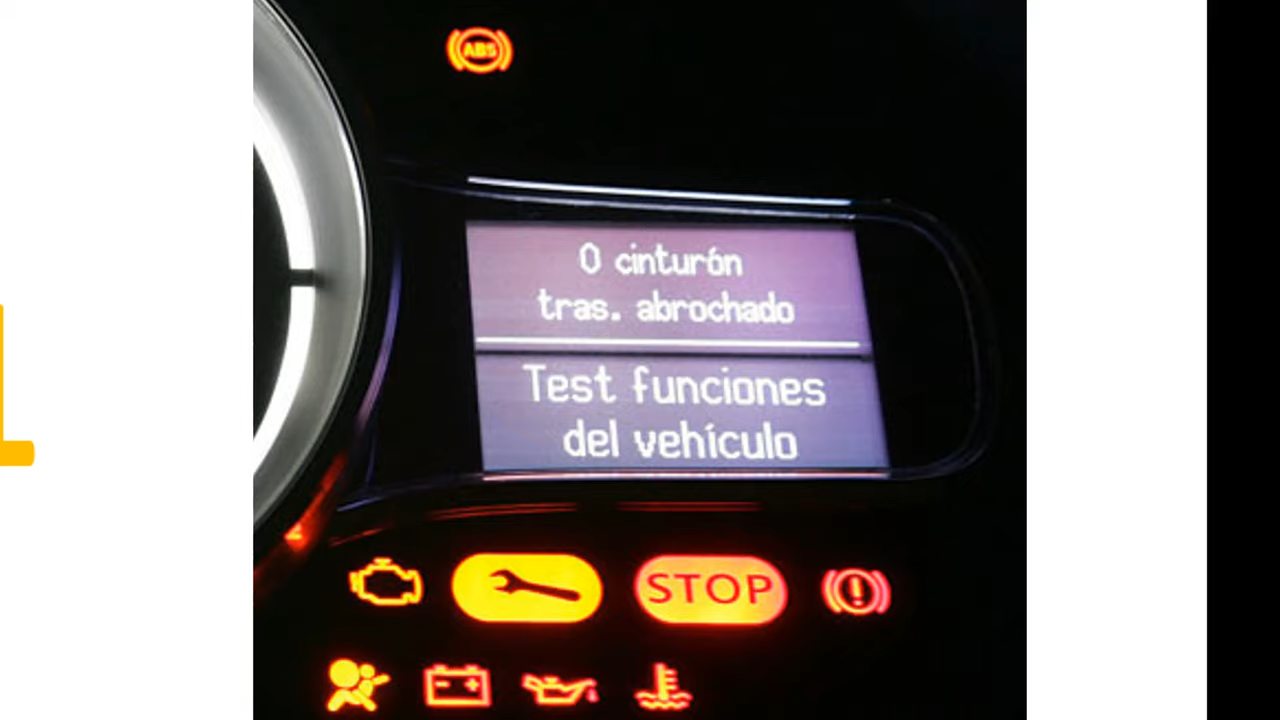 ABS
0 cinturón
tras. abrochado
Test funciones
del vehículo
STOP